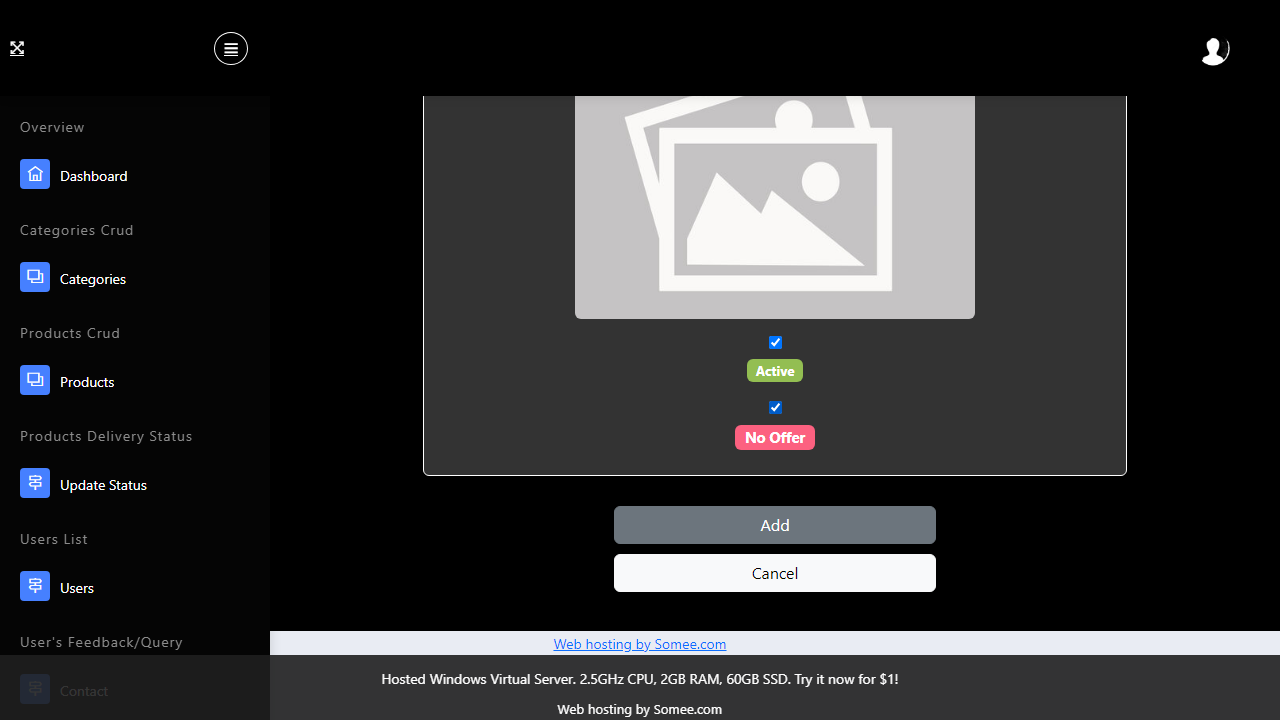 Overview
Dashboard
Categories Crud
Categories
Products Crud
Products
Products Delivery Status
Update Status
Users List
Users
User's Feedback/Query
Contact
Active
No Offer
Add
Cancel
Web hosting by Somee.com
Hosted Windows Virtual Server. 2.5GHz CPU, 2GB RAM, 60GB SSD. Try it now for $1!
Web hosting by Somee.com